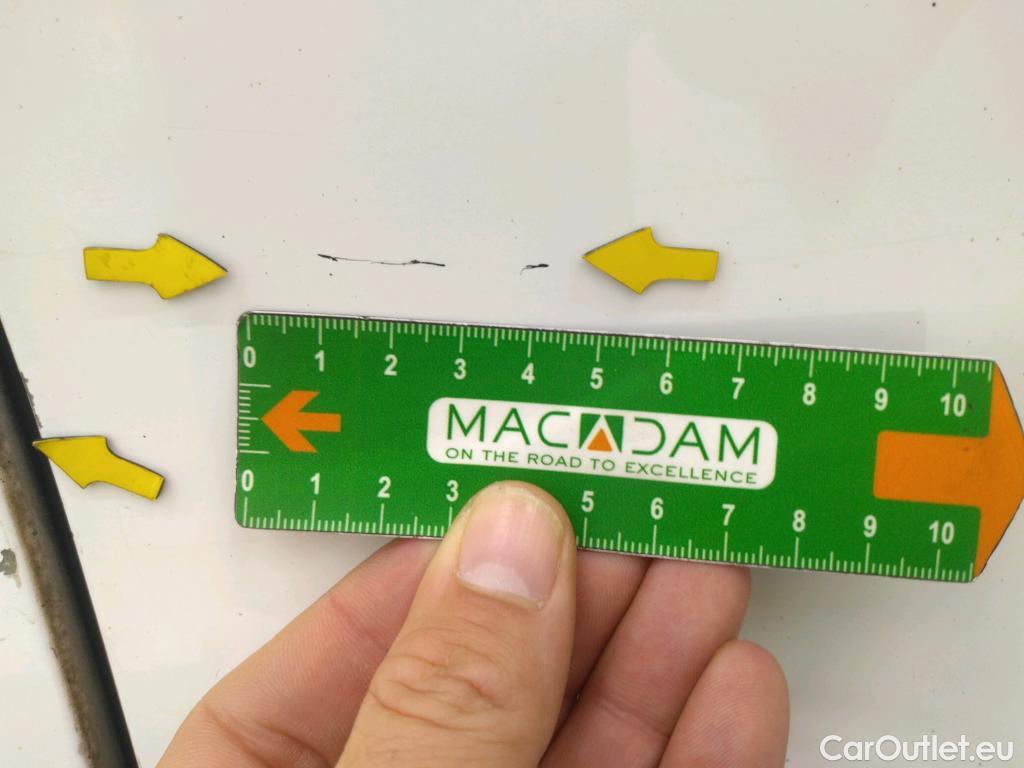 0 1 2 3 4 5 6 7 8 9 10
MACADAM
ON THE ROAD TO EXCELLENCE
0 1 2 3 5 6 7 8 9 10
CarOutlet.eu